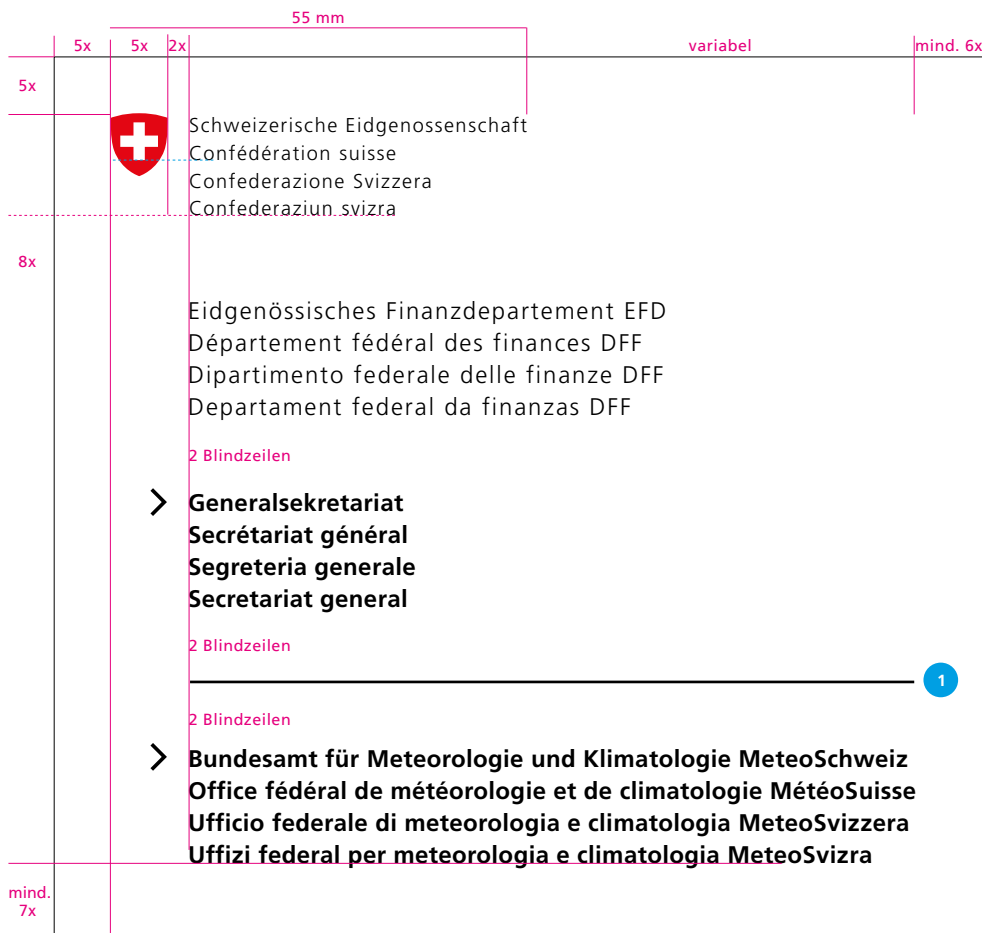 55 mm
5x 5x 2x variabel mind. 6x
5x
Schweizerische Eidgenossenschaft
Confédération suisse
Confederazione Svizzera
Confederaziun svizra
8x
Eidgenössisches Finanzdepartement EFD
Département fédéral des finances DFF
Dipartimento federale delle finanze DFF
Departament federal da finanzas DFF
2 Blindzeilen
Generalsekretariat
Secrétariat général
Segreteria generale
Secretariat general
2 Blindzeilen
1
2 Blindzeilen
Bundesamt für Meteorologie und Klimatologie MeteoSchweiz
Office fédéral de météorologie et de climatologie MétéoSuisse
Ufficio federale di meteorologia e climatologia MeteoSvizzera
Uffizi federal per meteorologia e climatologia MeteoSvizra
mind.
7x